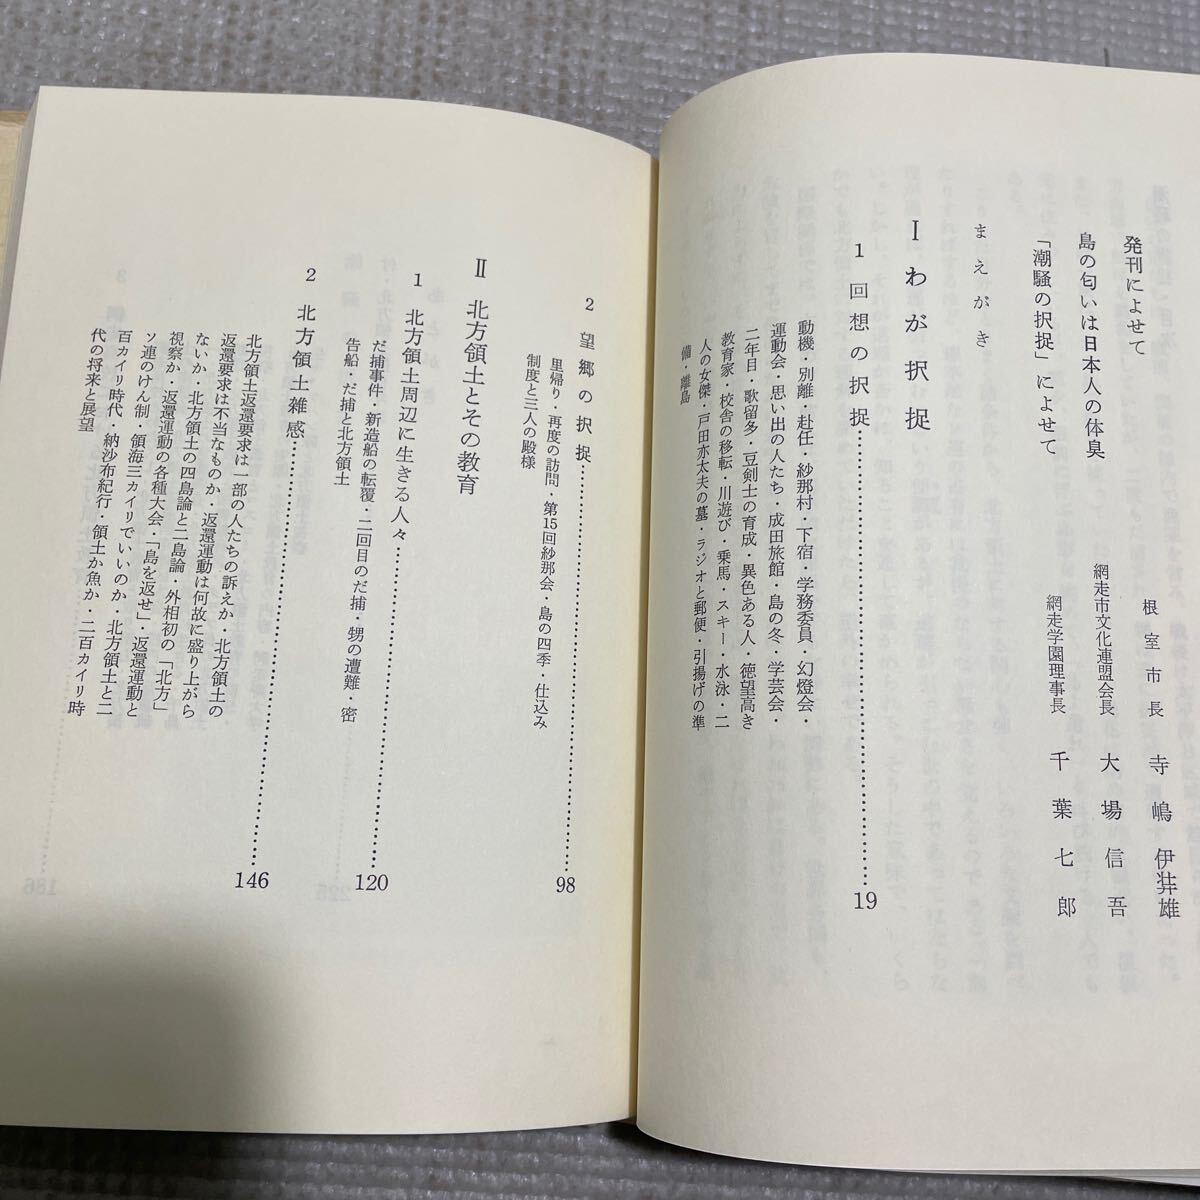 発刊によせて
根室市長　寺嶋伊弉雄
島の匂いは日本人の体臭
網走市文化連盟会長　大場信吾
「潮騒の択捉」によせて
網走学園理事長　千葉七郎
まえがき
Ⅰ わが択捉
1 回想の択捉……………………19
動機・別離・赴任・紗那村・下宿・学務委員・幻燈会・
運動会・思い出の人たち・成田旅館　島の冬・学芸会・
二年目・歌留多・豆剣士の育成・異色ある人・徳望高き
教育家・校舎の移転・川遊び・乗馬・スキー・水泳・二
人の女傑・戸田亦太夫の墓・ラジオと郵便・引揚げの準
備・離島
2 望郷の択捉……………………98
里帰り・再度の訪問・第15回紗那会・島の四季・仕込み
制度と三人の殿様
Ⅱ 北方領土とその教育
1 北方領土周辺に生きる人々……………………120
だ捕事件・新造船の転覆・二回目のだ捕・甥の遭難・密
告船・だ捕と北方領土
2 北方領土雑感……………………146
北方領土返還要求は一部の人たちの訴えか・北方領土の
返還要求は不当なものか・返還運動は何故に盛り上がら
ないか・北方領土の四島論と二島論・外相初の「北方」
視察か・返還運動の各種大会・「島を返せ」・返還運動と
ソ連のけん制・領海三カイリでいいのか・北方領土と二
百カイリ時代・納沙布紀行・領土か魚か・二百カイリ時
代の将来と展望